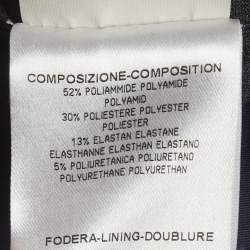 COMPOSIZIONE-COMPOSITION
52% POLIAMMIDE POLYAMIDE
POLYAMID
30% POLIESTERE POLYESTER
POLIESTER
13% ELASTAN ELASTANE
ELASTHANNE ELASTHAN ELASTANO
5% POLIURETANICA POLIURETANO
POLYURETHANE POLYURETHAN
FODERA-LINING-DOUBLURE